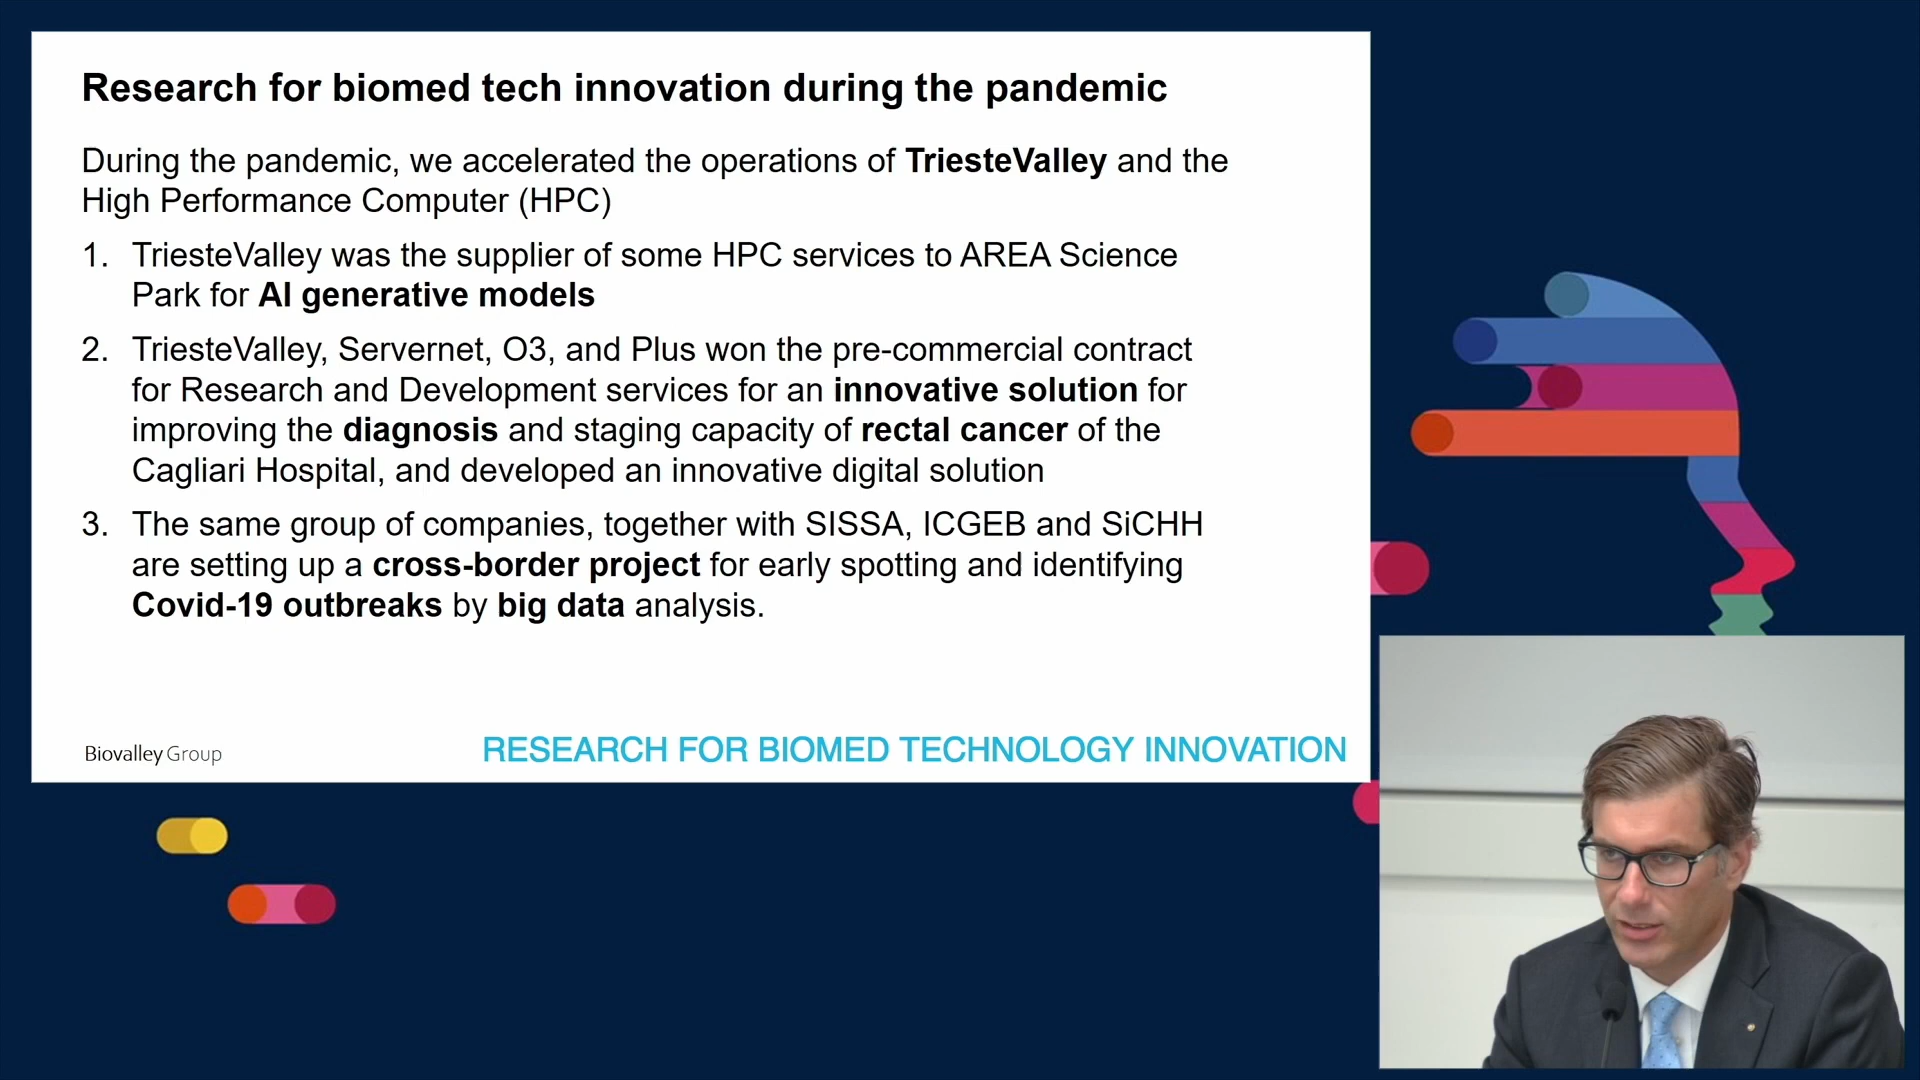 Research for biomed tech innovation during the pandemic
During the pandemic, we accelerated the operations of TriesteValley and the
High Performance Computer (HPC)
1. TriesteValley was the supplier of some HPC services to AREA Science
Park for AI generative models
2. TriesteValley, Servernet, O3, and Plus won the pre-commercial contract
for Research and Development services for an innovative solution for
improving the diagnosis and staging capacity of rectal cancer of the
Cagliari Hospital, and developed an innovative digital solution
3. The same group of companies, together with SISSA, ICGEB and SiCHH
are setting up a cross-border project for early spotting and identifying
Covid-19 outbreaks by big data analysis.
Biovalley Group
RESEARCH FOR BIOMED TECHNOLOGY INNOVATION